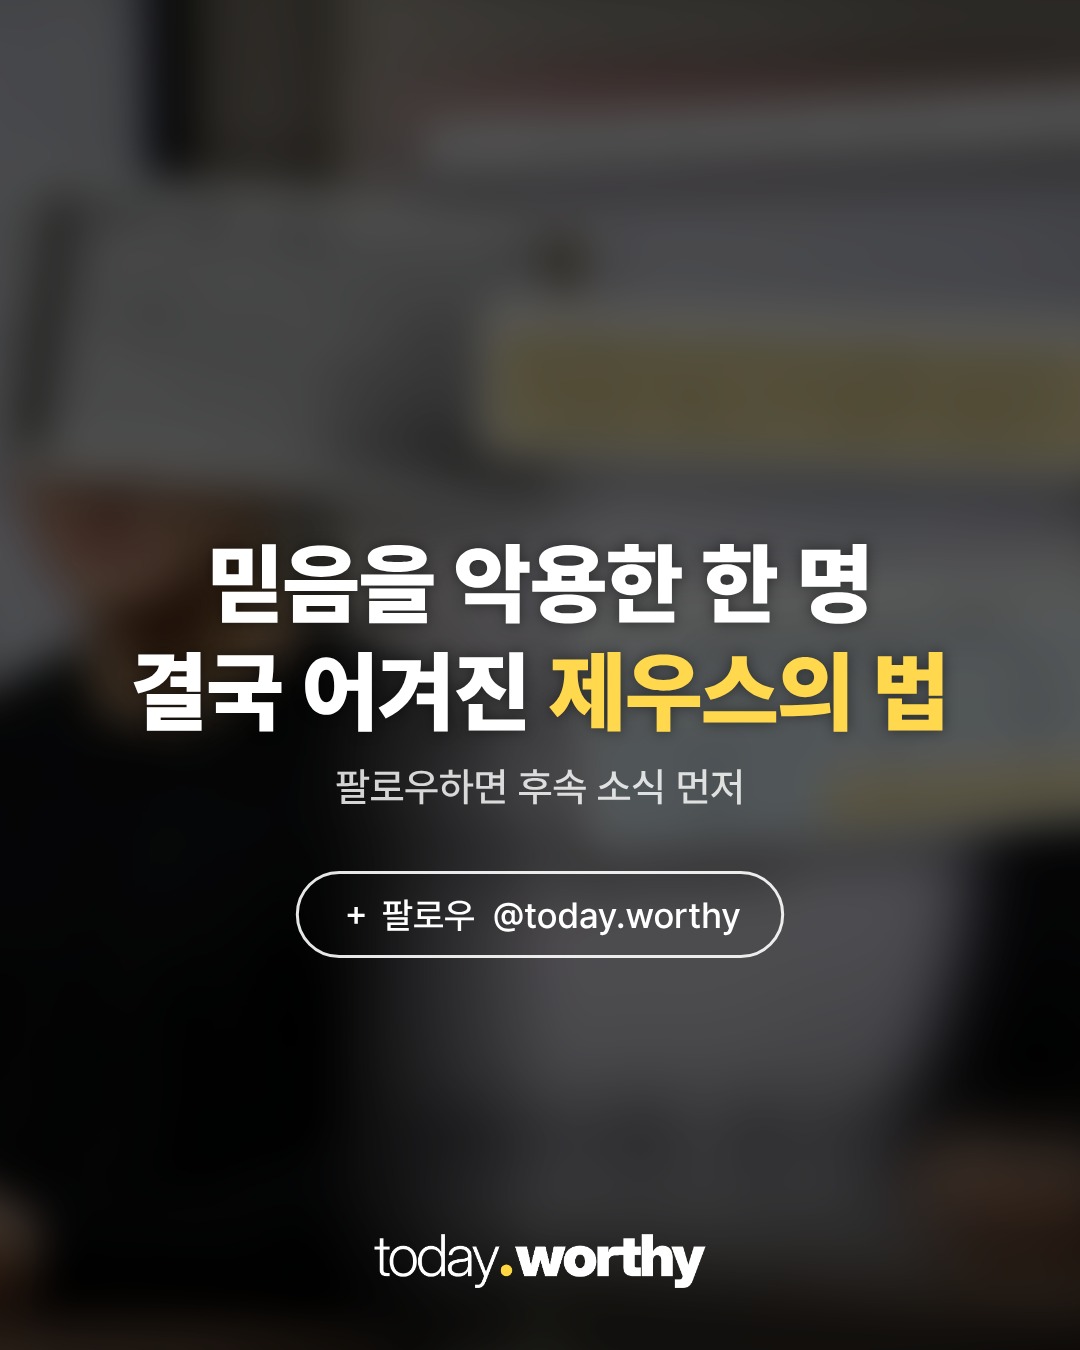 믿음을 악용한 한 명
결국 어겨진 제우스의 법
팔로우하면 후속 소식 먼저
+ 팔로우 @today.worthy
today.worthy